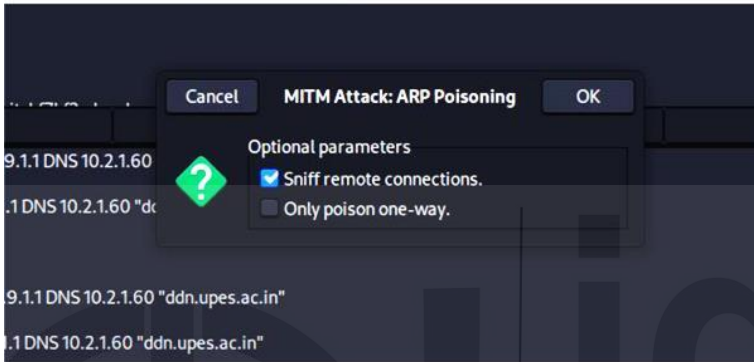 Cancel MITM Attack: ARP Poisoning OK
Optional parameters
9.1.1 DNS 10.2.1.60
Sniff remote connections.
.1 DNS 10.2.1.60 "dc
Only poison one-way.
.9.1.1 DNS 10.2.1.60 "ddn.upes.ac.in"
.1 DNS 10.2.1.60 "ddn.upes.ac.in"